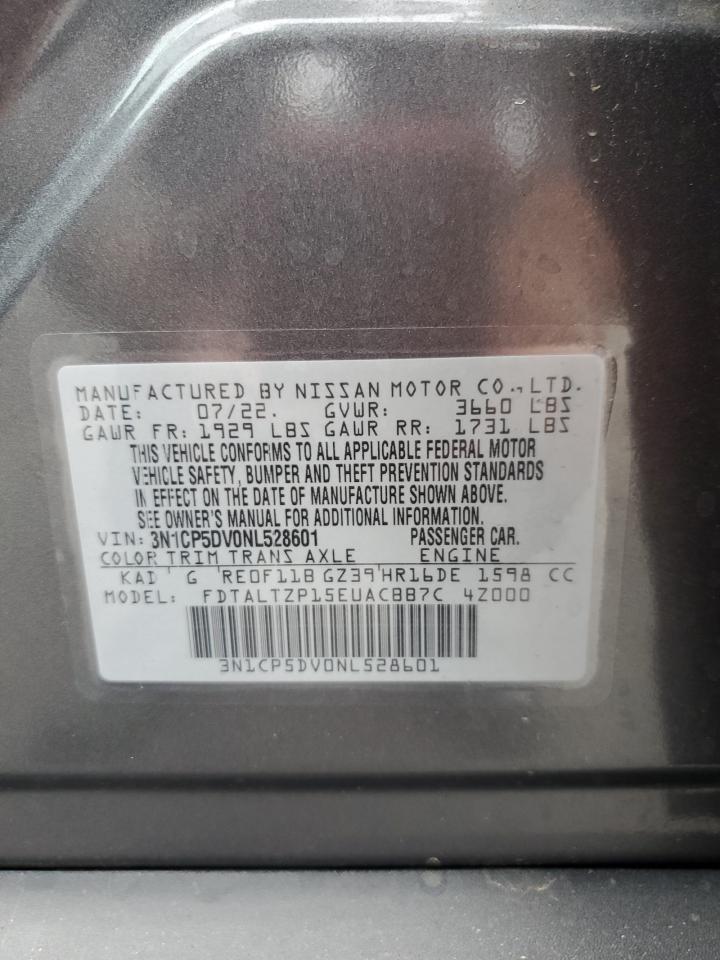 MANUFACTURED BY NISSAN MOTOR CO., LTD.
DATE: 07/22. GVWR: 3660 LBS
GAWR FR: 1929 LBS GAWR RR: 1731 LBS
THIS VEHICLE CONFORMS TO ALL APPLICABLE FEDERAL MOTOR
VEHICLE SAFETY, BUMPER AND THEFT PREVENTION STANDARDS
IN EFFECT ON THE DATE OF MANUFACTURE SHOWN ABOVE.
SEE OWNER'S MANUAL FOR ADDITIONAL INFORMATION.
VIN: 3N1CP5DV0NL528601 PASSENGER CAR.
COLOR TRIM TRANS AXLE ENGINE
KAD G RE0F11B GZ39 HR16DE 1598 CC
MODEL: FDTALTZP15EUACBB7C 4Z000
3N1CP5DV0NL528601